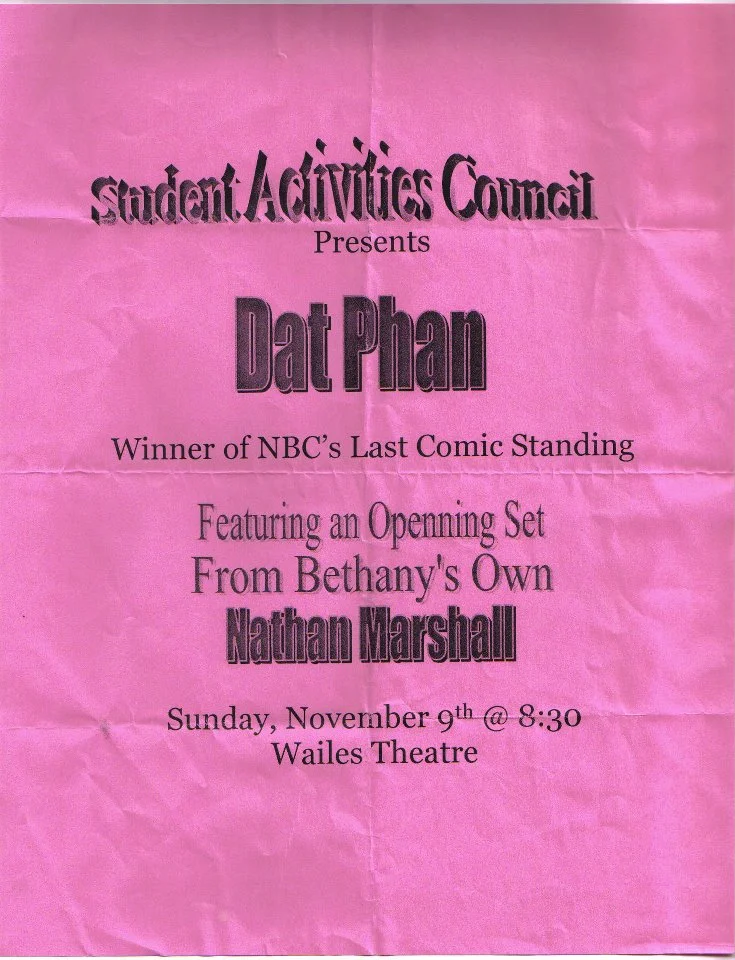 Student Activities Council
Presents
Dat Phan
Winner of NBC's Last Comic Standing
Featuring an Openning Set
From Bethany's Own
Nathan Marshall
Sunday, November 9th @ 8:30
Wailes Theatre